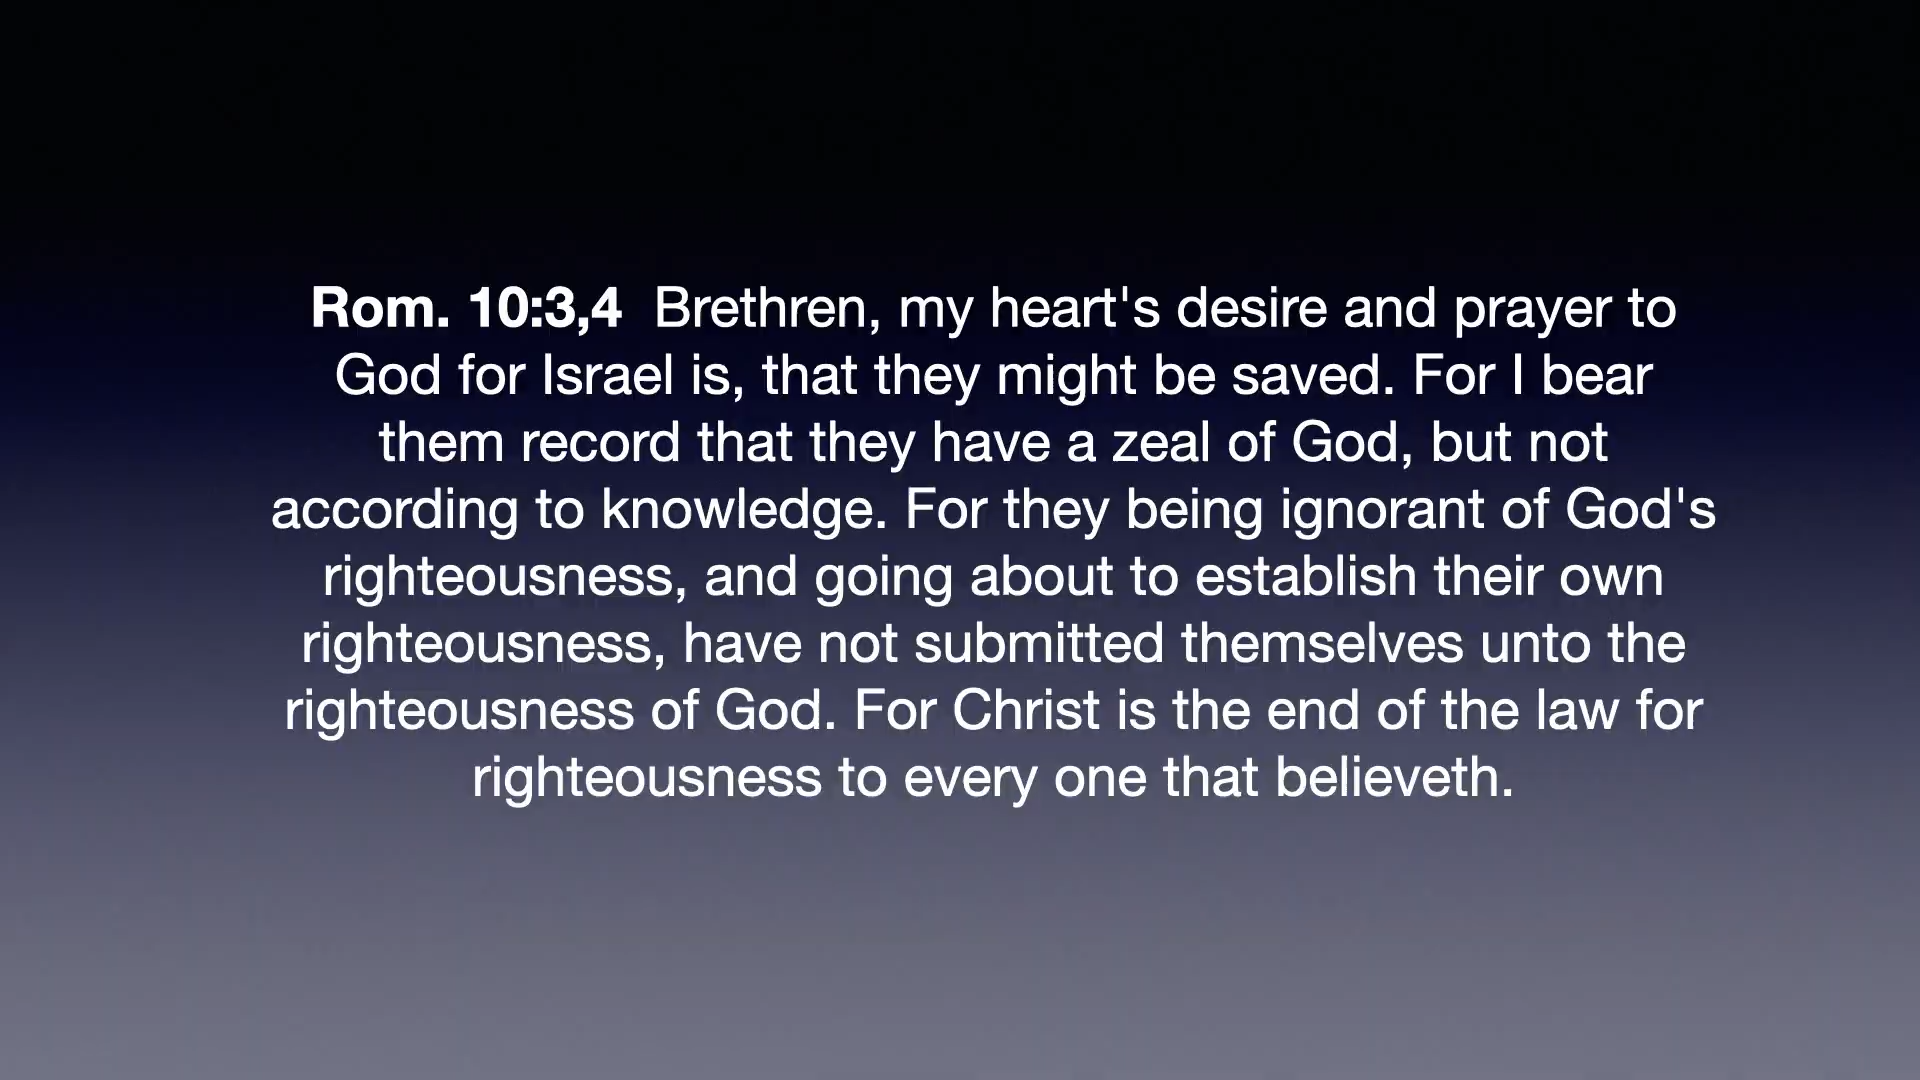 Rom. 10:3,4  Brethren, my heart's desire and prayer to
God for Israel is, that they might be saved. For I bear
them record that they have a zeal of God, but not
according to knowledge. For they being ignorant of God's
righteousness, and going about to establish their own
righteousness, have not submitted themselves unto the
righteousness of God. For Christ is the end of the law for
righteousness to every one that believeth.